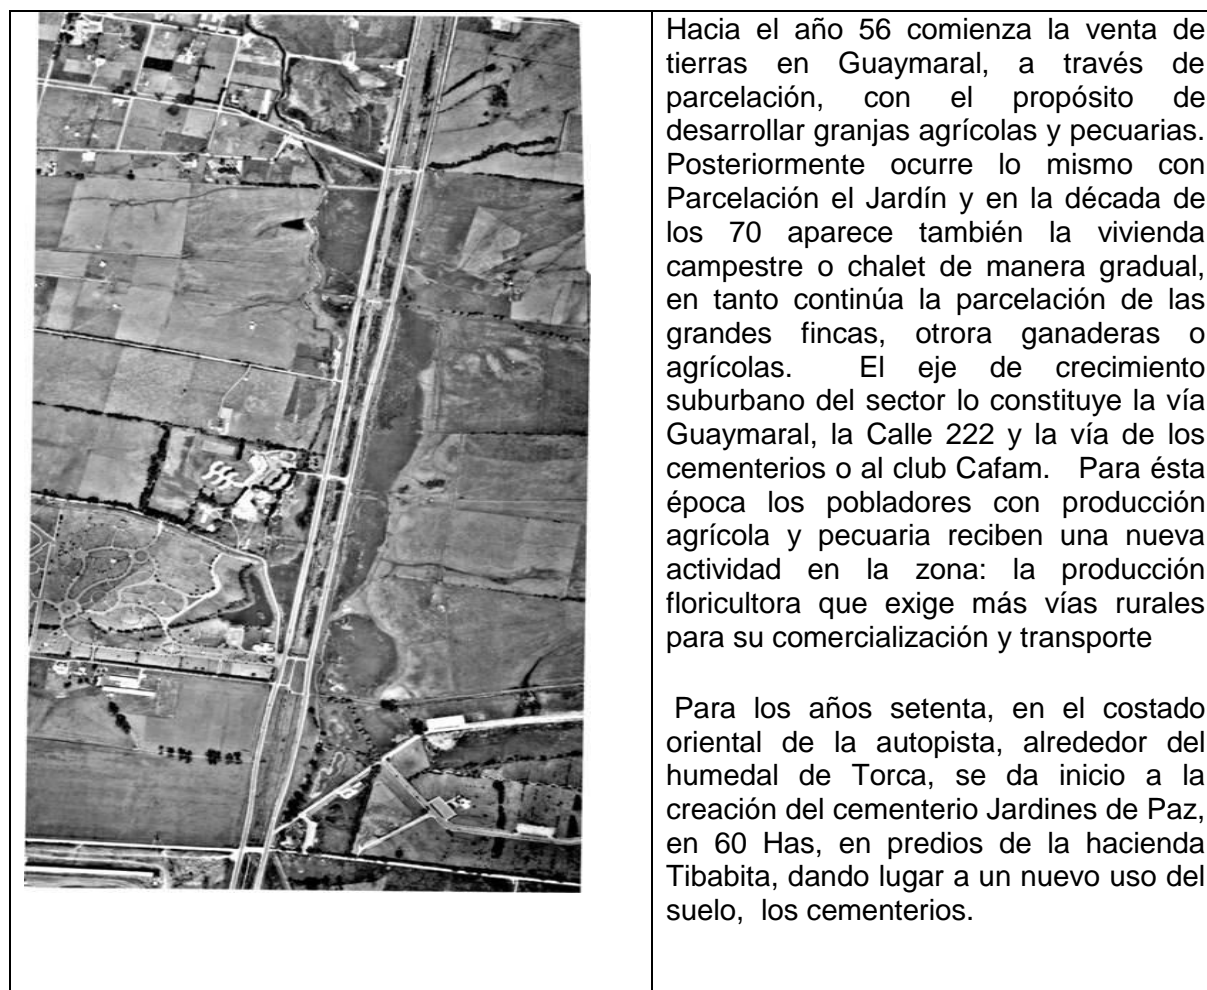 Hacia el año 56 comienza la venta de
tierras en Guaymaral, a través de
parcelación, con el propósito de
desarrollar granjas agrícolas y pecuarias.
Posteriormente ocurre lo mismo con
Parcelación el Jardín y en la década de
los 70 aparece también la vivienda
campestre o chalet de manera gradual,
en tanto continúa la parcelación de las
grandes fincas, otrora ganaderas o
agrícolas. El eje de crecimiento
suburbano del sector lo constituye la vía
Guaymaral, la Calle 222 y la vía de los
cementerios o al club Cafam. Para ésta
época los pobladores con producción
agrícola y pecuaria reciben una nueva
actividad en la zona: la producción
floricultora que exige más vías rurales
para su comercialización y transporte
Para los años setenta, en el costado
oriental de la autopista, alrededor del
humedal de Torca, se da inicio a la
creación del cementerio Jardines de Paz,
en 60 Has, en predios de la hacienda
Tibabita, dando lugar a un nuevo uso del
suelo, los cementerios.